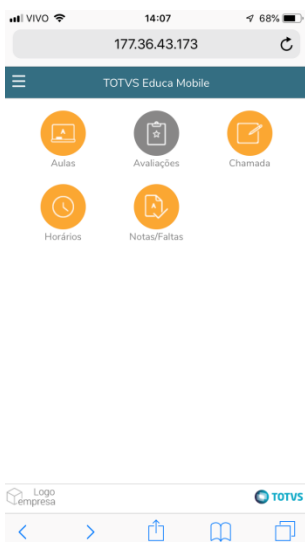 VIVO 14:07 68%
177.36.43.173
TOTVS Educa Mobile
Aulas Avaliações Chamada
Horários Notas/Faltas
Logo
empresa
TOTVS